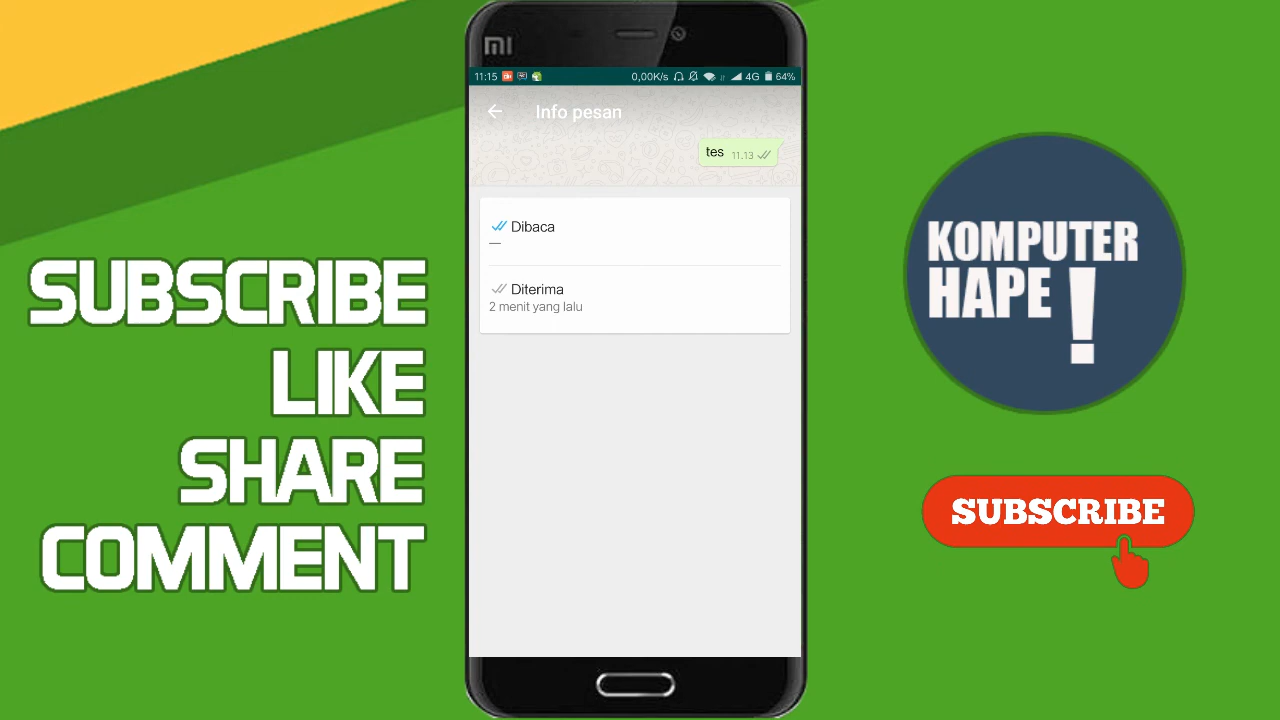 SUBSCRIBE
LIKE
SHARE
COMMENT
mi
11:15 0,00K/s 4G 64%
Info pesan
tes 11.13
Dibaca
—
Diterima
2 menit yang lalu
KOMPUTER
HAPE !
SUBSCRIBE